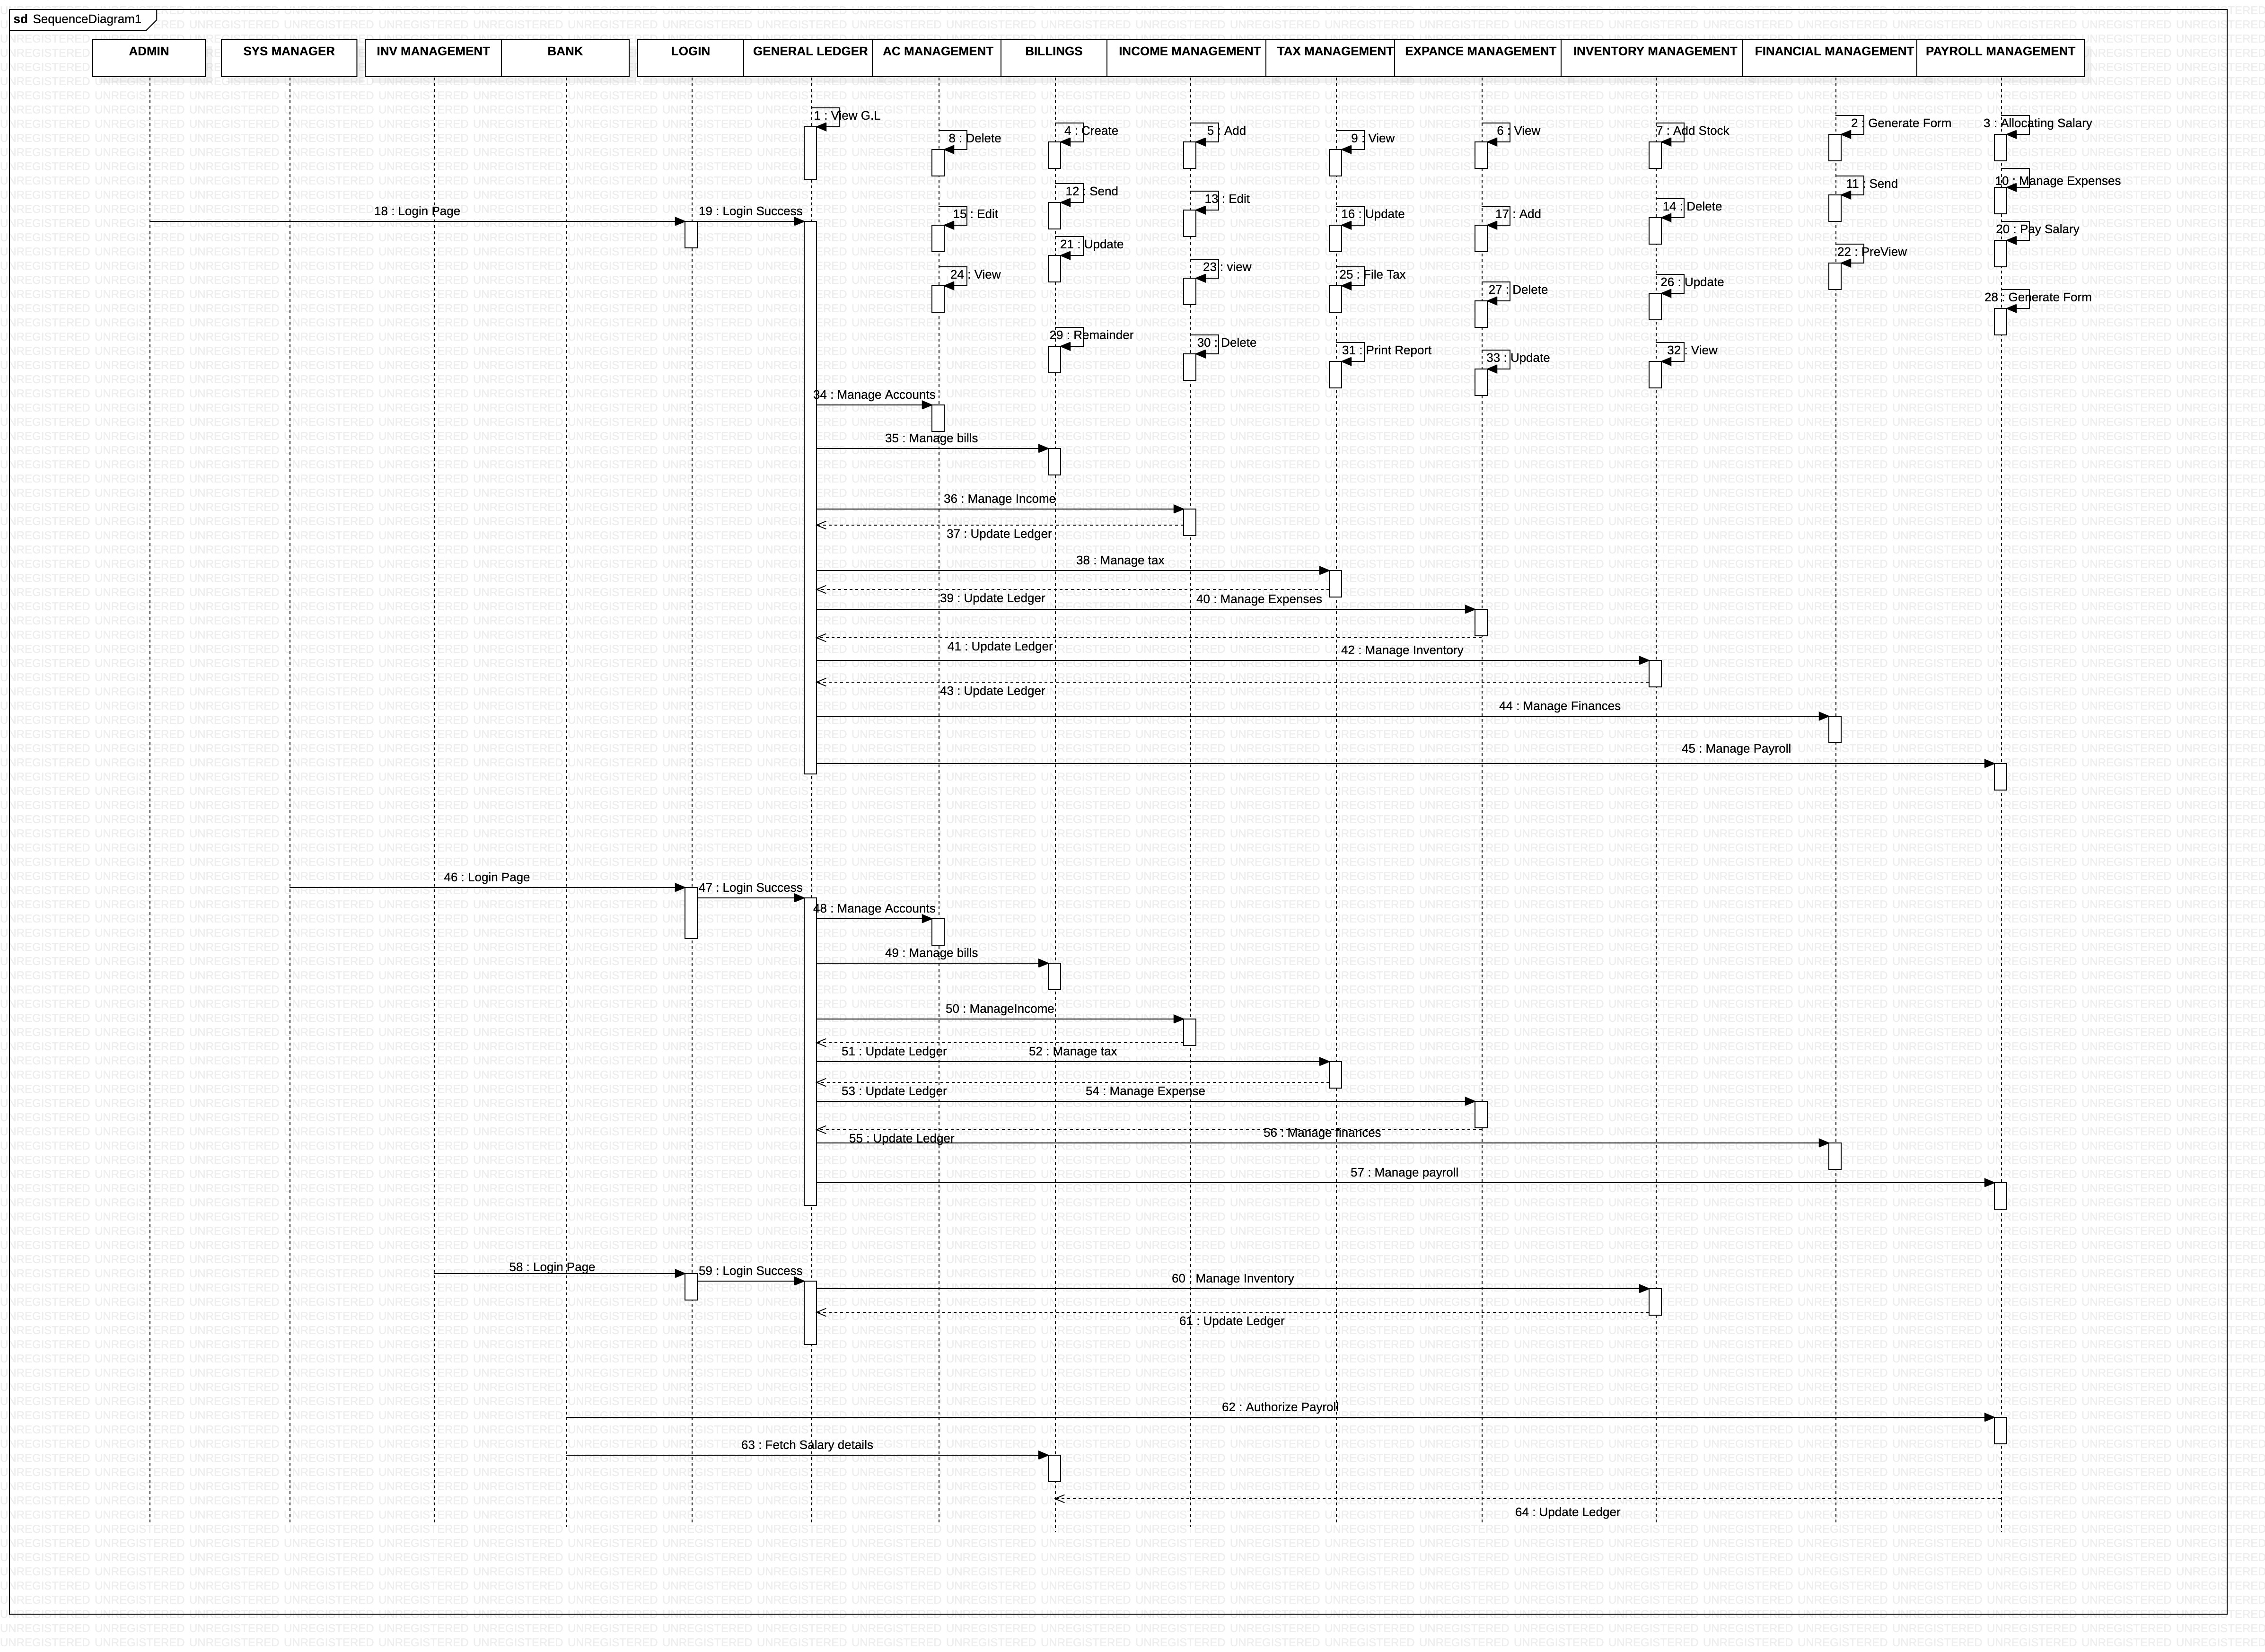 sd SequenceDiagram1
ADMIN
SYS MANAGER
INV MANAGEMENT
BANK
LOGIN
GENERAL LEDGER
AC MANAGEMENT
BILLINGS
INCOME MANAGEMENT
TAX MANAGEMENT
EXPANCE MANAGEMENT
INVENTORY MANAGEMENT
FINANCIAL MANAGEMENT
PAYROLL MANAGEMENT
1 : View G.L
2 : Generate Form
3 : Allocating Salary
4 : Create
5 : Add
6 : View
7 : Add Stock
8 : Delete
9 : View
10 : Manage Expenses
11 : Send
12 : Send
13 : Edit
14 : Delete
15 : Edit
16 : Update
17 : Add
18 : Login Page
19 : Login Success
20 : Pay Salary
21 : Update
22 : PreView
23 : view
24 : View
25 : File Tax
26 : Update
27 : Delete
28 : Generate Form
29 : Remainder
30 : Delete
31 : Print Report
32 : View
33 : Update
34 : Manage Accounts
35 : Manage bills
36 : Manage Income
37 : Update Ledger
38 : Manage tax
39 : Update Ledger
40 : Manage Expenses
41 : Update Ledger
42 : Manage Inventory
43 : Update Ledger
44 : Manage Finances
45 : Manage Payroll
46 : Login Page
47 : Login Success
48 : Manage Accounts
49 : Manage bills
50 : ManageIncome
51 : Update Ledger
52 : Manage tax
53 : Update Ledger
54 : Manage Expense
55 : Update Ledger
56 : Manage finances
57 : Manage payroll
58 : Login Page
59 : Login Success
60 : Manage Inventory
61 : Update Ledger
62 : Authorize Payroll
63 : Fetch Salary details
64 : Update Ledger
UNREGISTERED